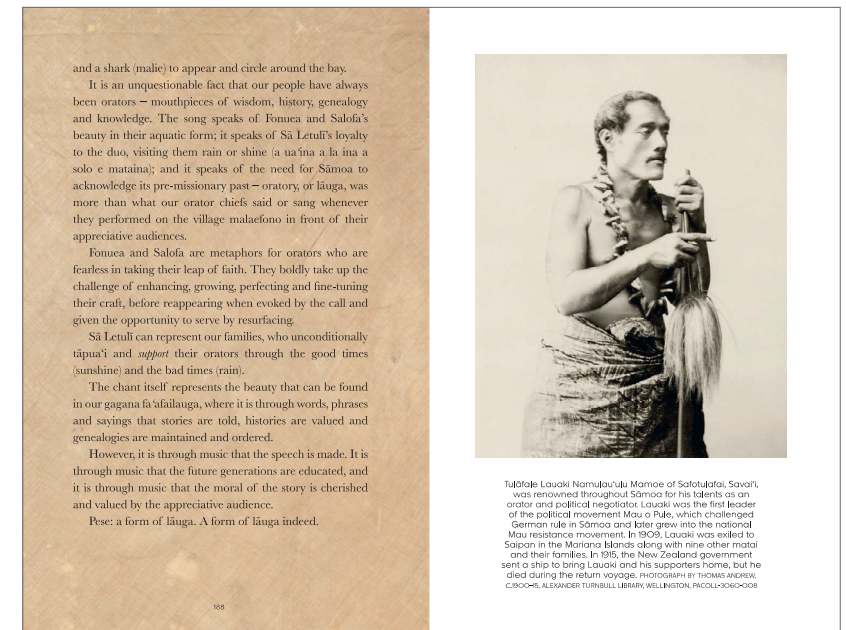 and a shark (malie) to appear and circle around the bay.
It is an unquestionable fact that our people have always
been orators – mouthpieces of wisdom, history, genealogy
and knowledge. The song speaks of Fonuea and Salofa’s
beauty in their aquatic form; it speaks of Sā Letulī’s loyalty
to the duo, visiting them rain or shine (a ua‘ina a la ina a
solo e mataina); and it speaks of the need for Sāmoa to
acknowledge its pre-missionary past – oratory, or lāuga, was
more than what our orator chiefs said or sang whenever
they performed on the village malaefono in front of their
appreciative audiences.
Fonuea and Salofa are metaphors for orators who are
fearless in taking their leap of faith. They boldly take up the
challenge of enhancing, growing, perfecting and fine-tuning
their craft, before reappearing when evoked by the call and
given the opportunity to serve by resurfacing.
Sā Letulī can represent our families, who unconditionally
tāpua‘i and support their orators through the good times
(sunshine) and the bad times (rain).
The chant itself represents the beauty that can be found
in our gagana fa‘afailauga, where it is through words, phrases
and sayings that stories are told, histories are valued and
genealogies are maintained and ordered.
However, it is through music that the speech is made. It is
through music that the future generations are educated, and
it is through music that the moral of the story is cherished
and valued by the appreciative audience.
Pese: a form of lāuga. A form of lāuga indeed.
188
Tulāfale Lauaki Namulau‘ulu Mamoe of Safotulafai, Savai‘i,
was renowned throughout Sāmoa for his talents as an
orator and political negotiator. Lauaki was the first leader
of the political movement Mau o Pule, which challenged
German rule in Sāmoa and later grew into the national
Mau resistance movement. In 1909, Lauaki was exiled to
Saipan in the Mariana Islands along with nine other matai
and their families. In 1915, the New Zealand government
sent a ship to bring Lauaki and his supporters home, but he
died during the return voyage. PHOTOGRAPH BY THOMAS ANDREW,
C.1900–15, ALEXANDER TURNBULL LIBRARY, WELLINGTON, PACOLL-3060-008